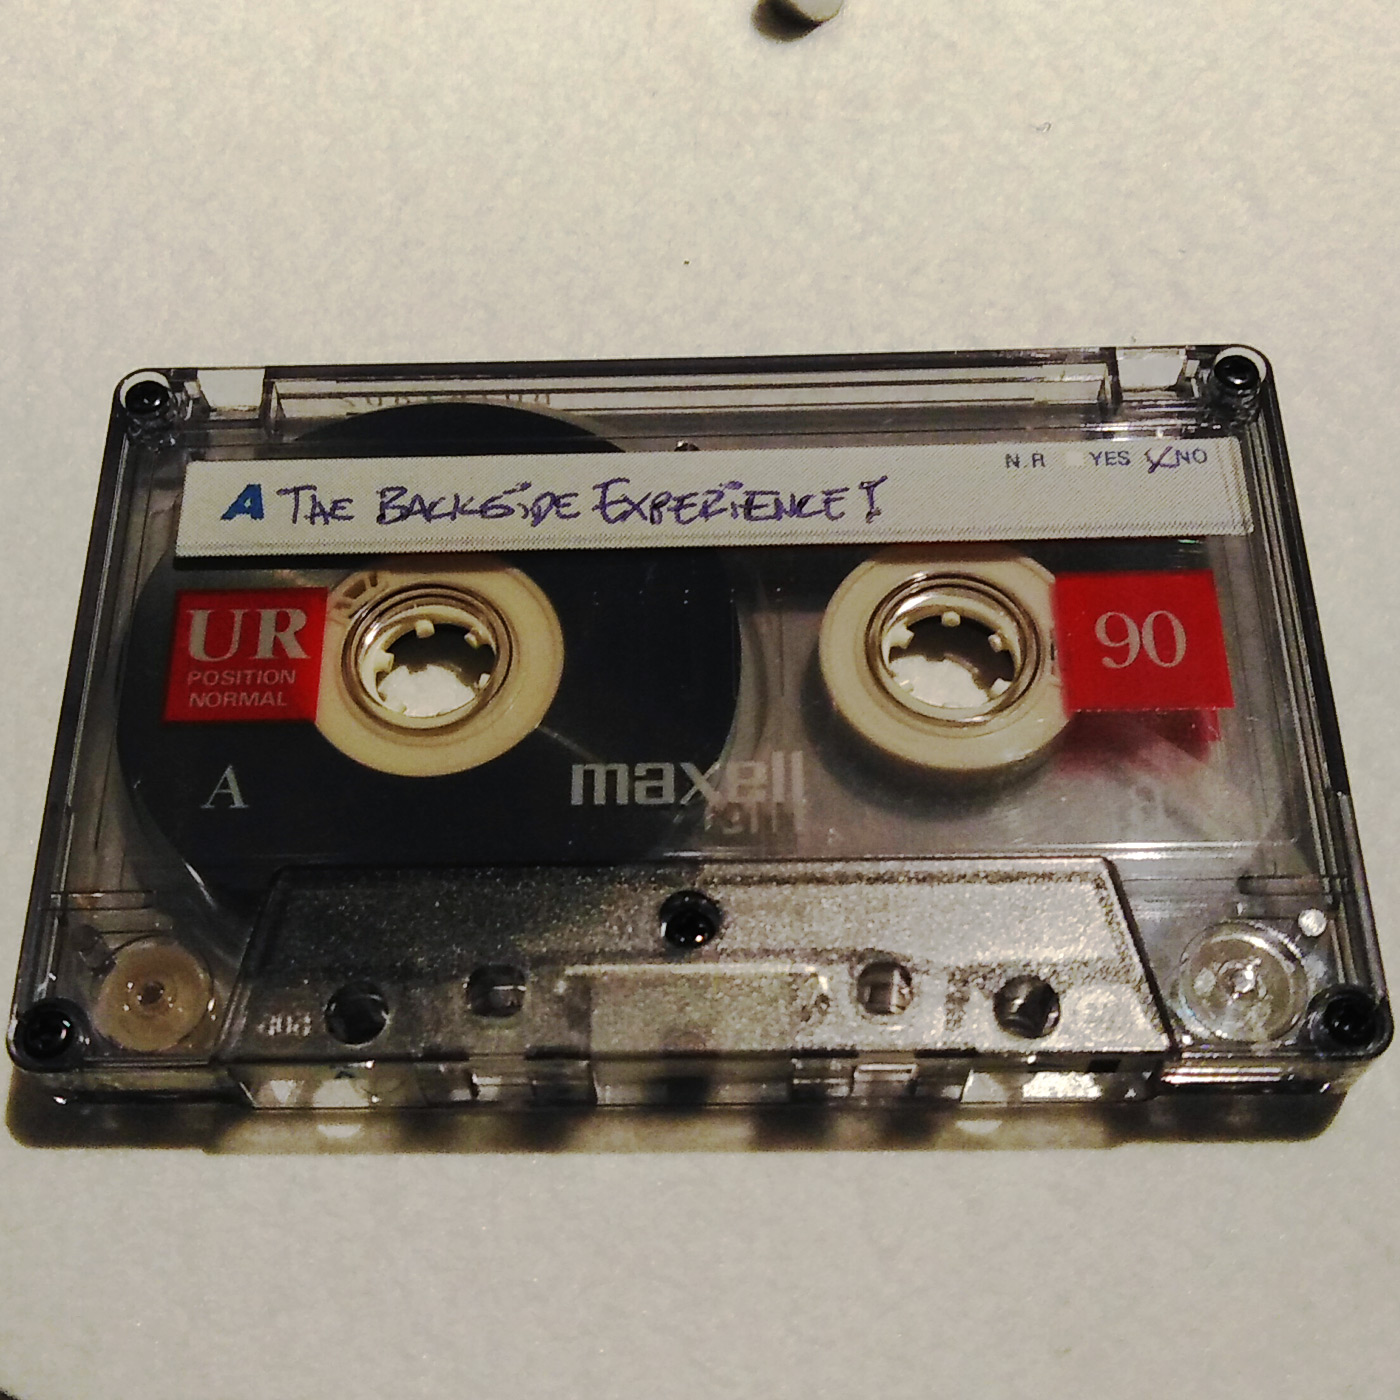 N.R YES NO
A THE BACKSiDE EXPERiENCE!
UR
POSITION
NORMAL
90
A
maxell